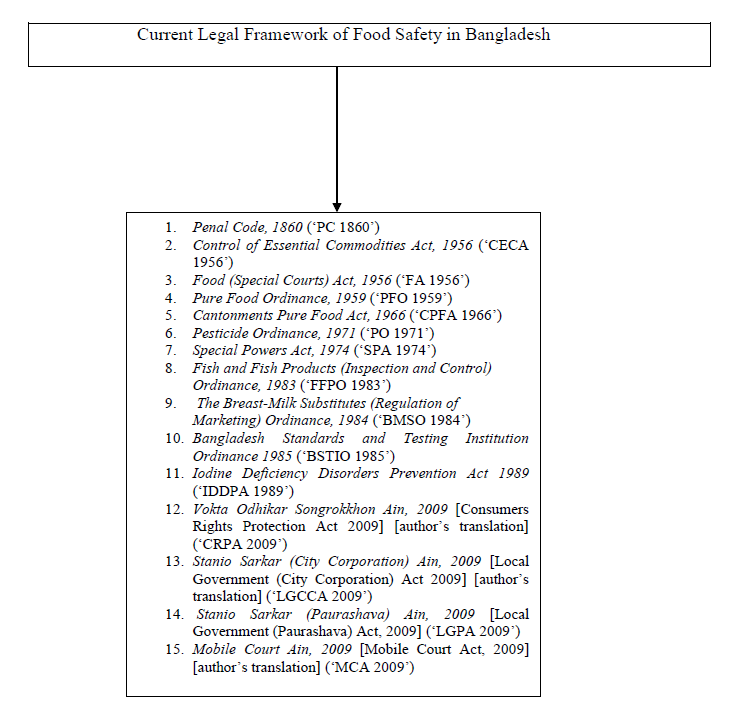 Current Legal Framework of Food Safety in Bangladesh
1. Penal Code, 1860 (‘PC 1860’)
2. Control of Essential Commodities Act, 1956 (‘CECA
1956’)
3. Food (Special Courts) Act, 1956 (‘FA 1956’)
4. Pure Food Ordinance, 1959 (‘PFO 1959’)
5. Cantonments Pure Food Act, 1966 (‘CPFA 1966’)
6. Pesticide Ordinance, 1971 (‘PO 1971’)
7. Special Powers Act, 1974 (‘SPA 1974’)
8. Fish and Fish Products (Inspection and Control)
Ordinance, 1983 (‘FFPO 1983’)
9. The Breast-Milk Substitutes (Regulation of
Marketing) Ordinance, 1984 (‘BMSO 1984’)
10. Bangladesh Standards and Testing Institution
Ordinance 1985 (‘BSTIO 1985’)
11. Iodine Deficiency Disorders Prevention Act 1989
(‘IDDPA 1989’)
12. Vokta Odhikar Songrokkhon Ain, 2009 [Consumers
Rights Protection Act 2009] [author’s translation]
(‘CRPA 2009’)
13. Stanio Sarkar (City Corporation) Ain, 2009 [Local
Government (City Corporation) Act 2009] [author’s
translation] (‘LGCCA 2009’)
14. Stanio Sarkar (Paurashava) Ain, 2009 [Local
Government (Paurashava) Act, 2009] (‘LGPA 2009’)
15. Mobile Court Ain, 2009 [Mobile Court Act, 2009]
[author’s translation] (‘MCA 2009’)